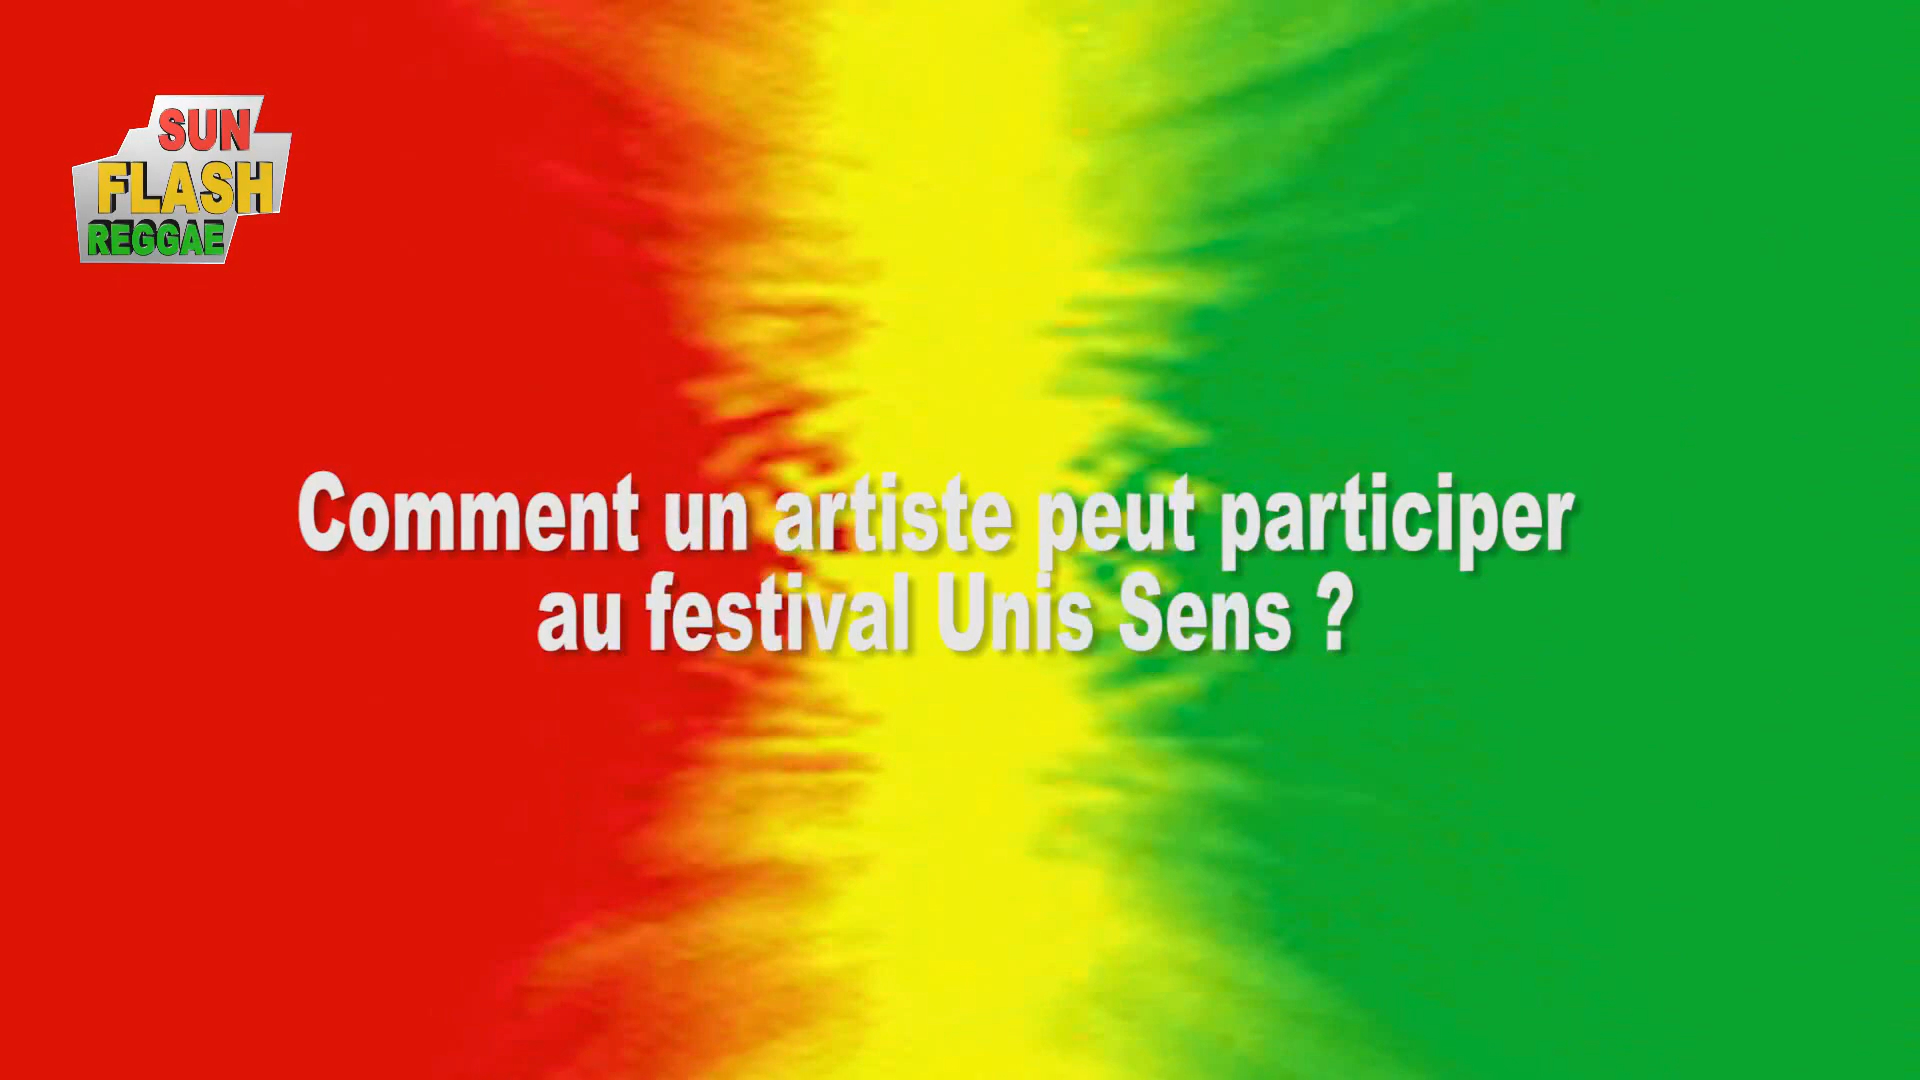 SUN
FLASH
REGGAE
Comment un artiste peut participer
au festival Unis Sens ?